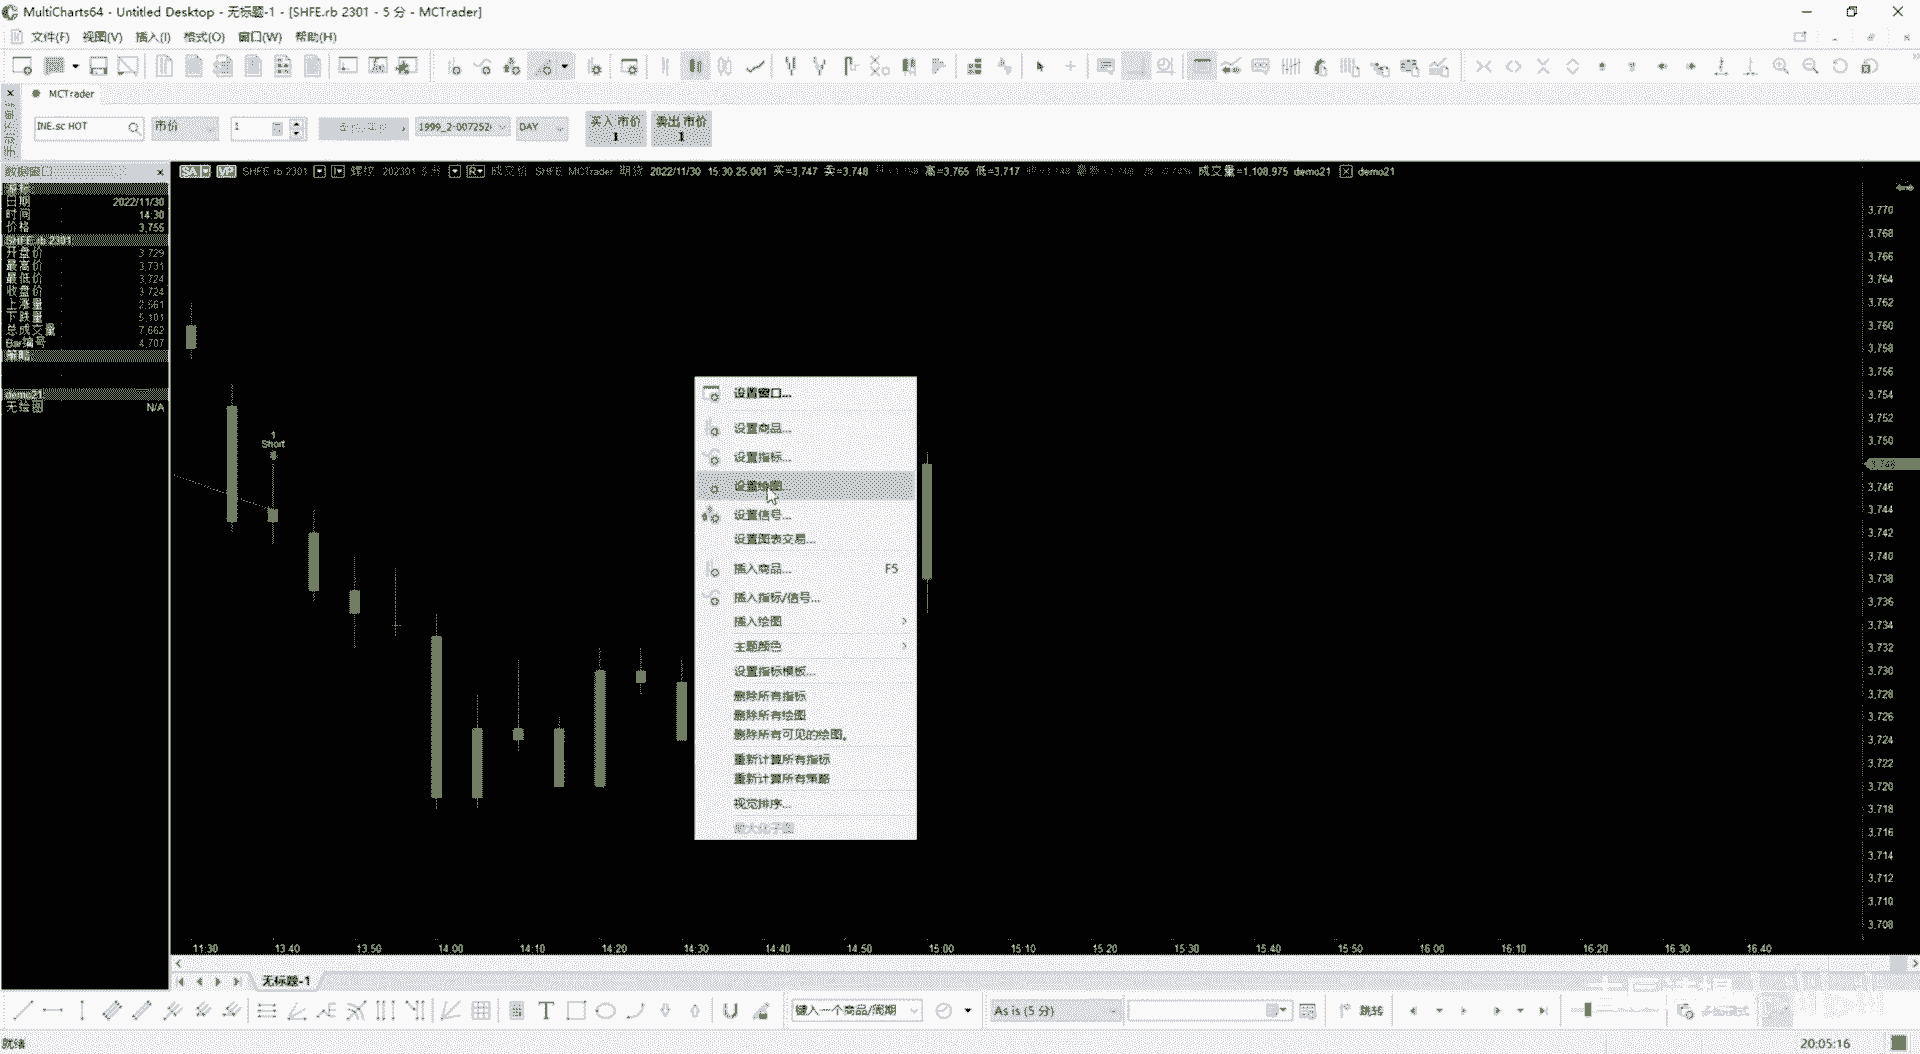 MultiCharts64 - Untitled Desktop - 无标题-1 - [SHFE.rb 2301 - 5 分 - MCTrader]
文件(F) 视图(V) 插入(I) 格式(O) 窗口(W) 帮助(H)
MCTrader
INE.sc HOT 市价 1 1999_2-007252 DAY 买入 市价 1 卖出 市价 1
数据窗口
SA VP SHFE.rb 2301 螺纹 202301 5 分 R 成交价 SHFE MCTrader 期货 2022/11/30 15:30:25.001 买=3,747 卖=3,748 高=3,765 低=3,717 成交量=1,108,975 demo21 demo21
日期 2022/11/30
时间 14:30
价格 3,755
SHFE.rb 2301
开盘价 3,729
最高价 3,731
最低价 3,724
收盘价 3,724
上涨量 2,561
下跌量 5,101
总成交量 7,662
Bar编号 4,707
策略
demo21
无绘图 N/A
1
Short
设置窗口...
设置商品...
设置指标...
设置绘图...
设置信号...
设置图表交易...
插入商品... F5
插入指标/信号...
插入绘图
主题颜色
设置指标模板...
删除所有指标
删除所有绘图
删除所有可见的绘图。
重新计算所有指标
重新计算所有策略
视觉排序...
最大化子图
3,770
3,768
3,766
3,764
3,762
3,760
3,758
3,756
3,754
3,752
3,750
3,748
3,746
3,744
3,742
3,740
3,738
3,736
3,734
3,732
3,730
3,728
3,726
3,724
3,722
3,720
3,718
3,716
3,714
3,712
3,710
3,708
11:30 13:40 13:50 14:00 14:10 14:20 14:30 14:40 14:50 15:00 15:10 15:20 15:30 15:40 15:50 16:00 16:10 16:20 16:30 16:40
无标题-1
键入一个商品/周期 As is (5 分) 跳转
就绪 20:05:16